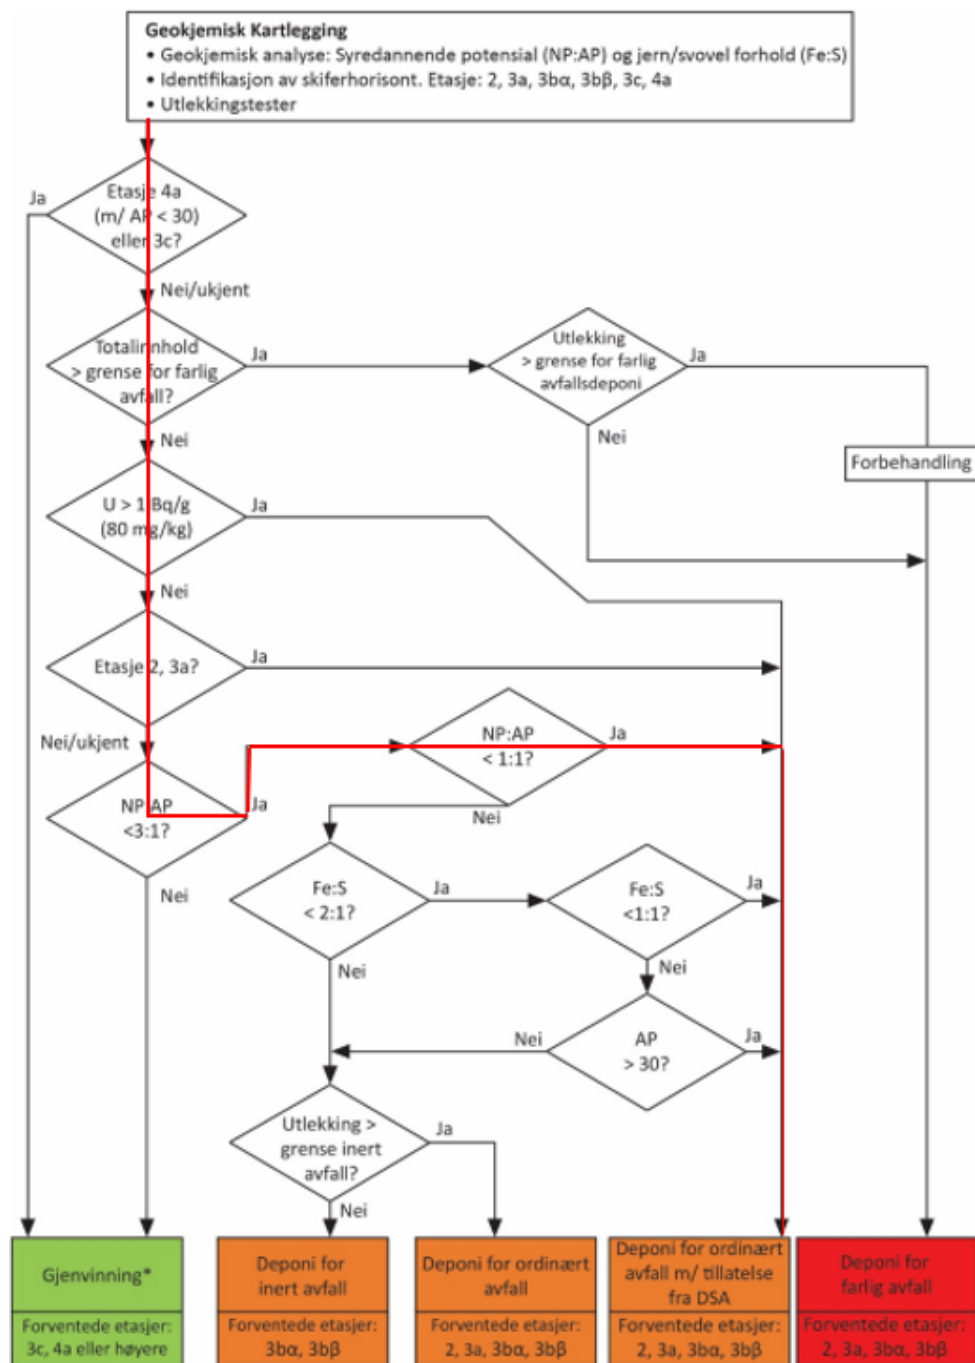 Geokjemisk Kartlegging
• Geokjemisk analyse: Syredannende potensial (NP:AP) og jern/svovel forhold (Fe:S)
• Identifikasjon av skiferhorisont. Etasje: 2, 3a, 3bα, 3bβ, 3c, 4a
• Utlekkingstester
Ja
Etasje 4a
(m/ AP < 30)
eller 3c?
Nei/ukjent
Totalinnhold
> grense for farlig
avfall?
Ja
Utlekking
> grense for farlig
avfallsdeponi
Ja
Nei
Nei
Forbehandling
U > 1 Bq/g
(80 mg/kg)
Ja
Nei
Etasje 2, 3a?
Ja
Nei/ukjent
NP:AP
< 1:1?
Ja
NP:AP
<3:1?
Ja
Nei
Nei
Fe:S
< 2:1?
Ja
Fe:S
<1:1?
Ja
Nei
Nei
Nei
AP
> 30?
Ja
Utlekking >
grense inert
avfall?
Ja
Nei
Gjenvinning*
Forventede etasjer:
3c, 4a eller høyere
Deponi for
inert avfall
Forventede etasjer:
3bα, 3bβ
Deponi for ordinært
avfall
Forventede etasjer:
2, 3a, 3bα, 3bβ
Deponi for ordinært
avfall m/ tillatelse
fra DSA
Forventede etasjer:
2, 3a, 3bα, 3bβ
Deponi for
farlig avfall
Forventede etasjer:
2, 3a, 3bα, 3bβ